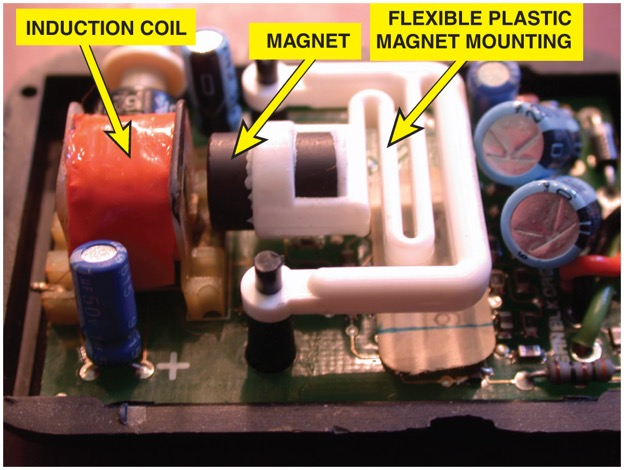 INDUCTION COIL
MAGNET
FLEXIBLE PLASTIC
MAGNET MOUNTING
+